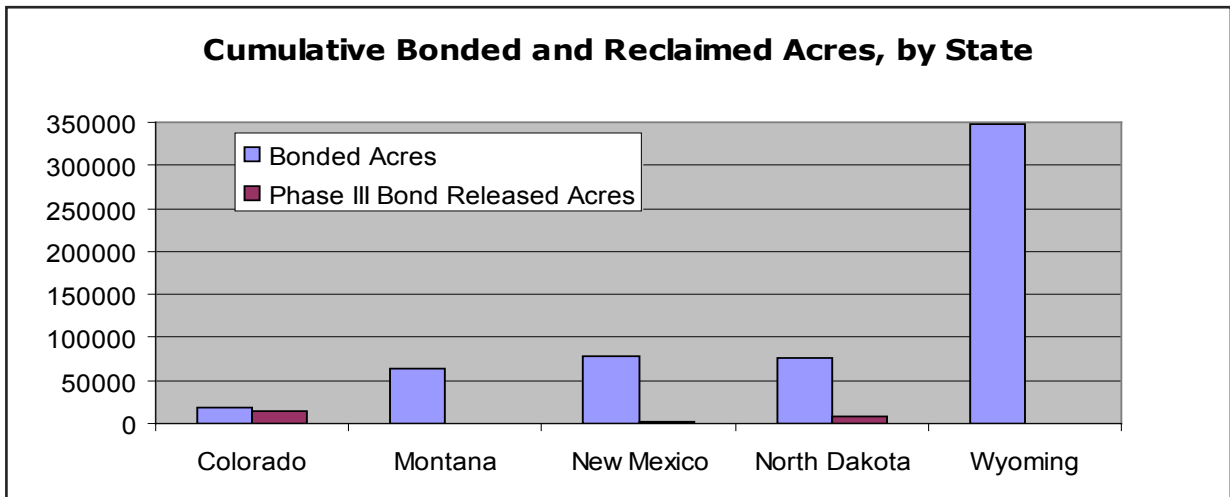 Cumulative Bonded and Reclaimed Acres, by State
350000
300000
250000
200000
150000
100000
50000
0
Bonded Acres
Phase III Bond Released Acres
Colorado Montana New Mexico North Dakota Wyoming